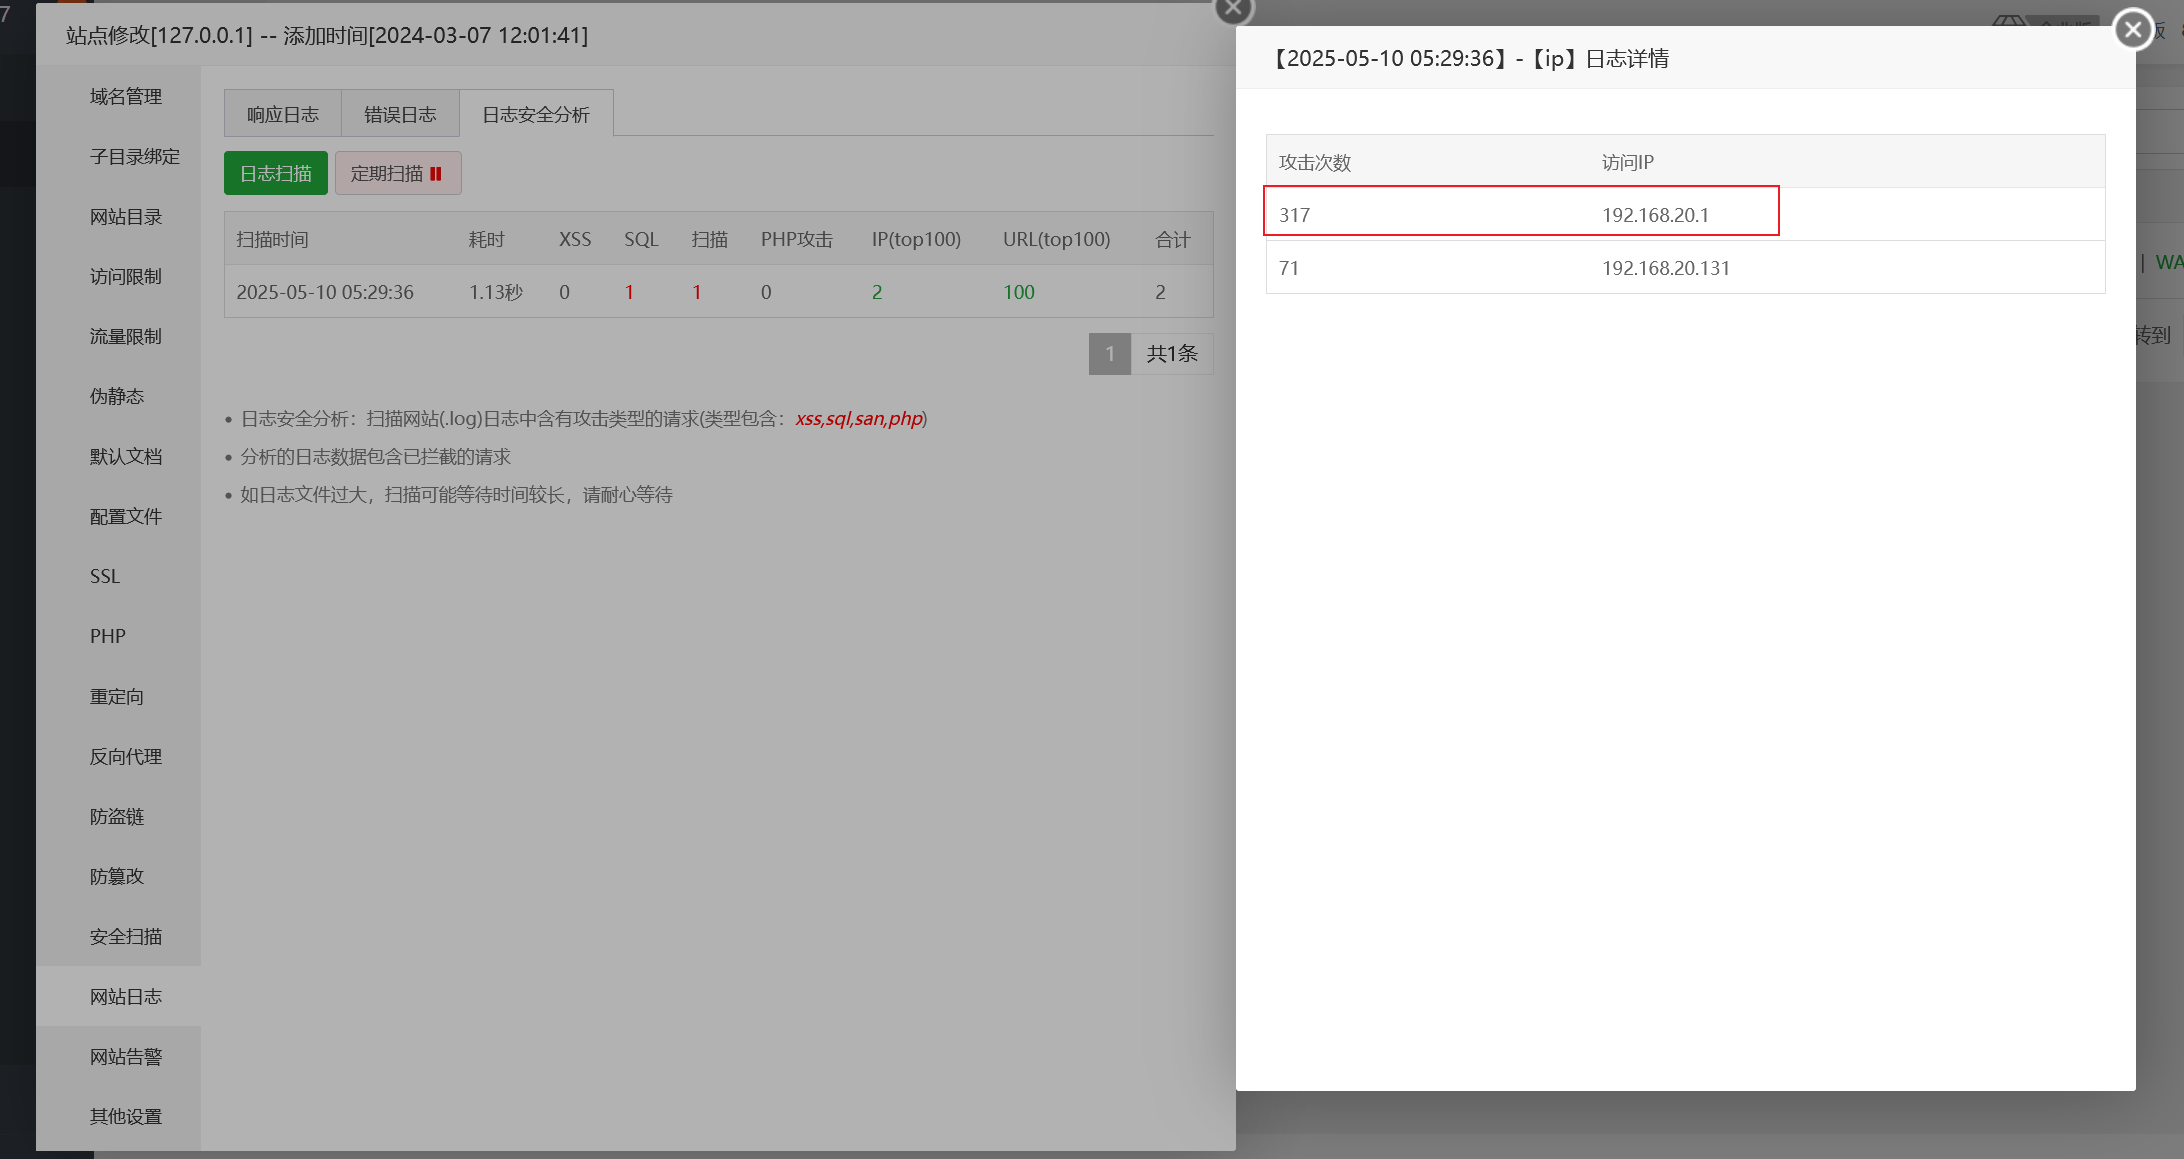 7
站点修改[127.0.0.1] -- 添加时间[2024-03-07 12:01:41]
域名管理
子目录绑定
网站目录
访问限制
流量限制
伪静态
默认文档
配置文件
SSL
PHP
重定向
反向代理
防盗链
防篡改
安全扫描
网站日志
网站告警
其他设置
响应日志 错误日志 日志安全分析
日志扫描 定期扫描
扫描时间 耗时 XSS SQL 扫描 PHP攻击 IP(top100) URL(top100) 合计
2025-05-10 05:29:36 1.13秒 0 1 1 0 2 100 2
1 共1条
• 日志安全分析：扫描网站(.log)日志中含有攻击类型的请求(类型包含：xss,sql,san,php)
• 分析的日志数据包含已拦截的请求
• 如日志文件过大，扫描可能等待时间较长，请耐心等待
【2025-05-10 05:29:36】-【ip】日志详情
攻击次数 访问IP
317 192.168.20.1
71 192.168.20.131
| WA
转到